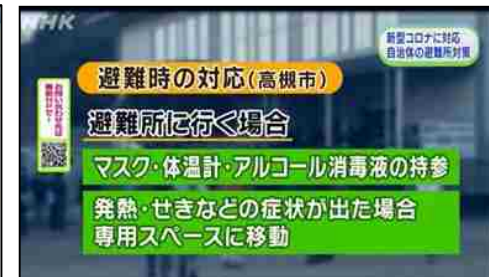 NHK
新型コロナに対応
自治体の避難所対策
避難時の対応(高槻市)
避難所に行く場合
マスク・体温計・アルコール消毒液の持参
発熱・せきなどの症状が出た場合
専用スペースに移動